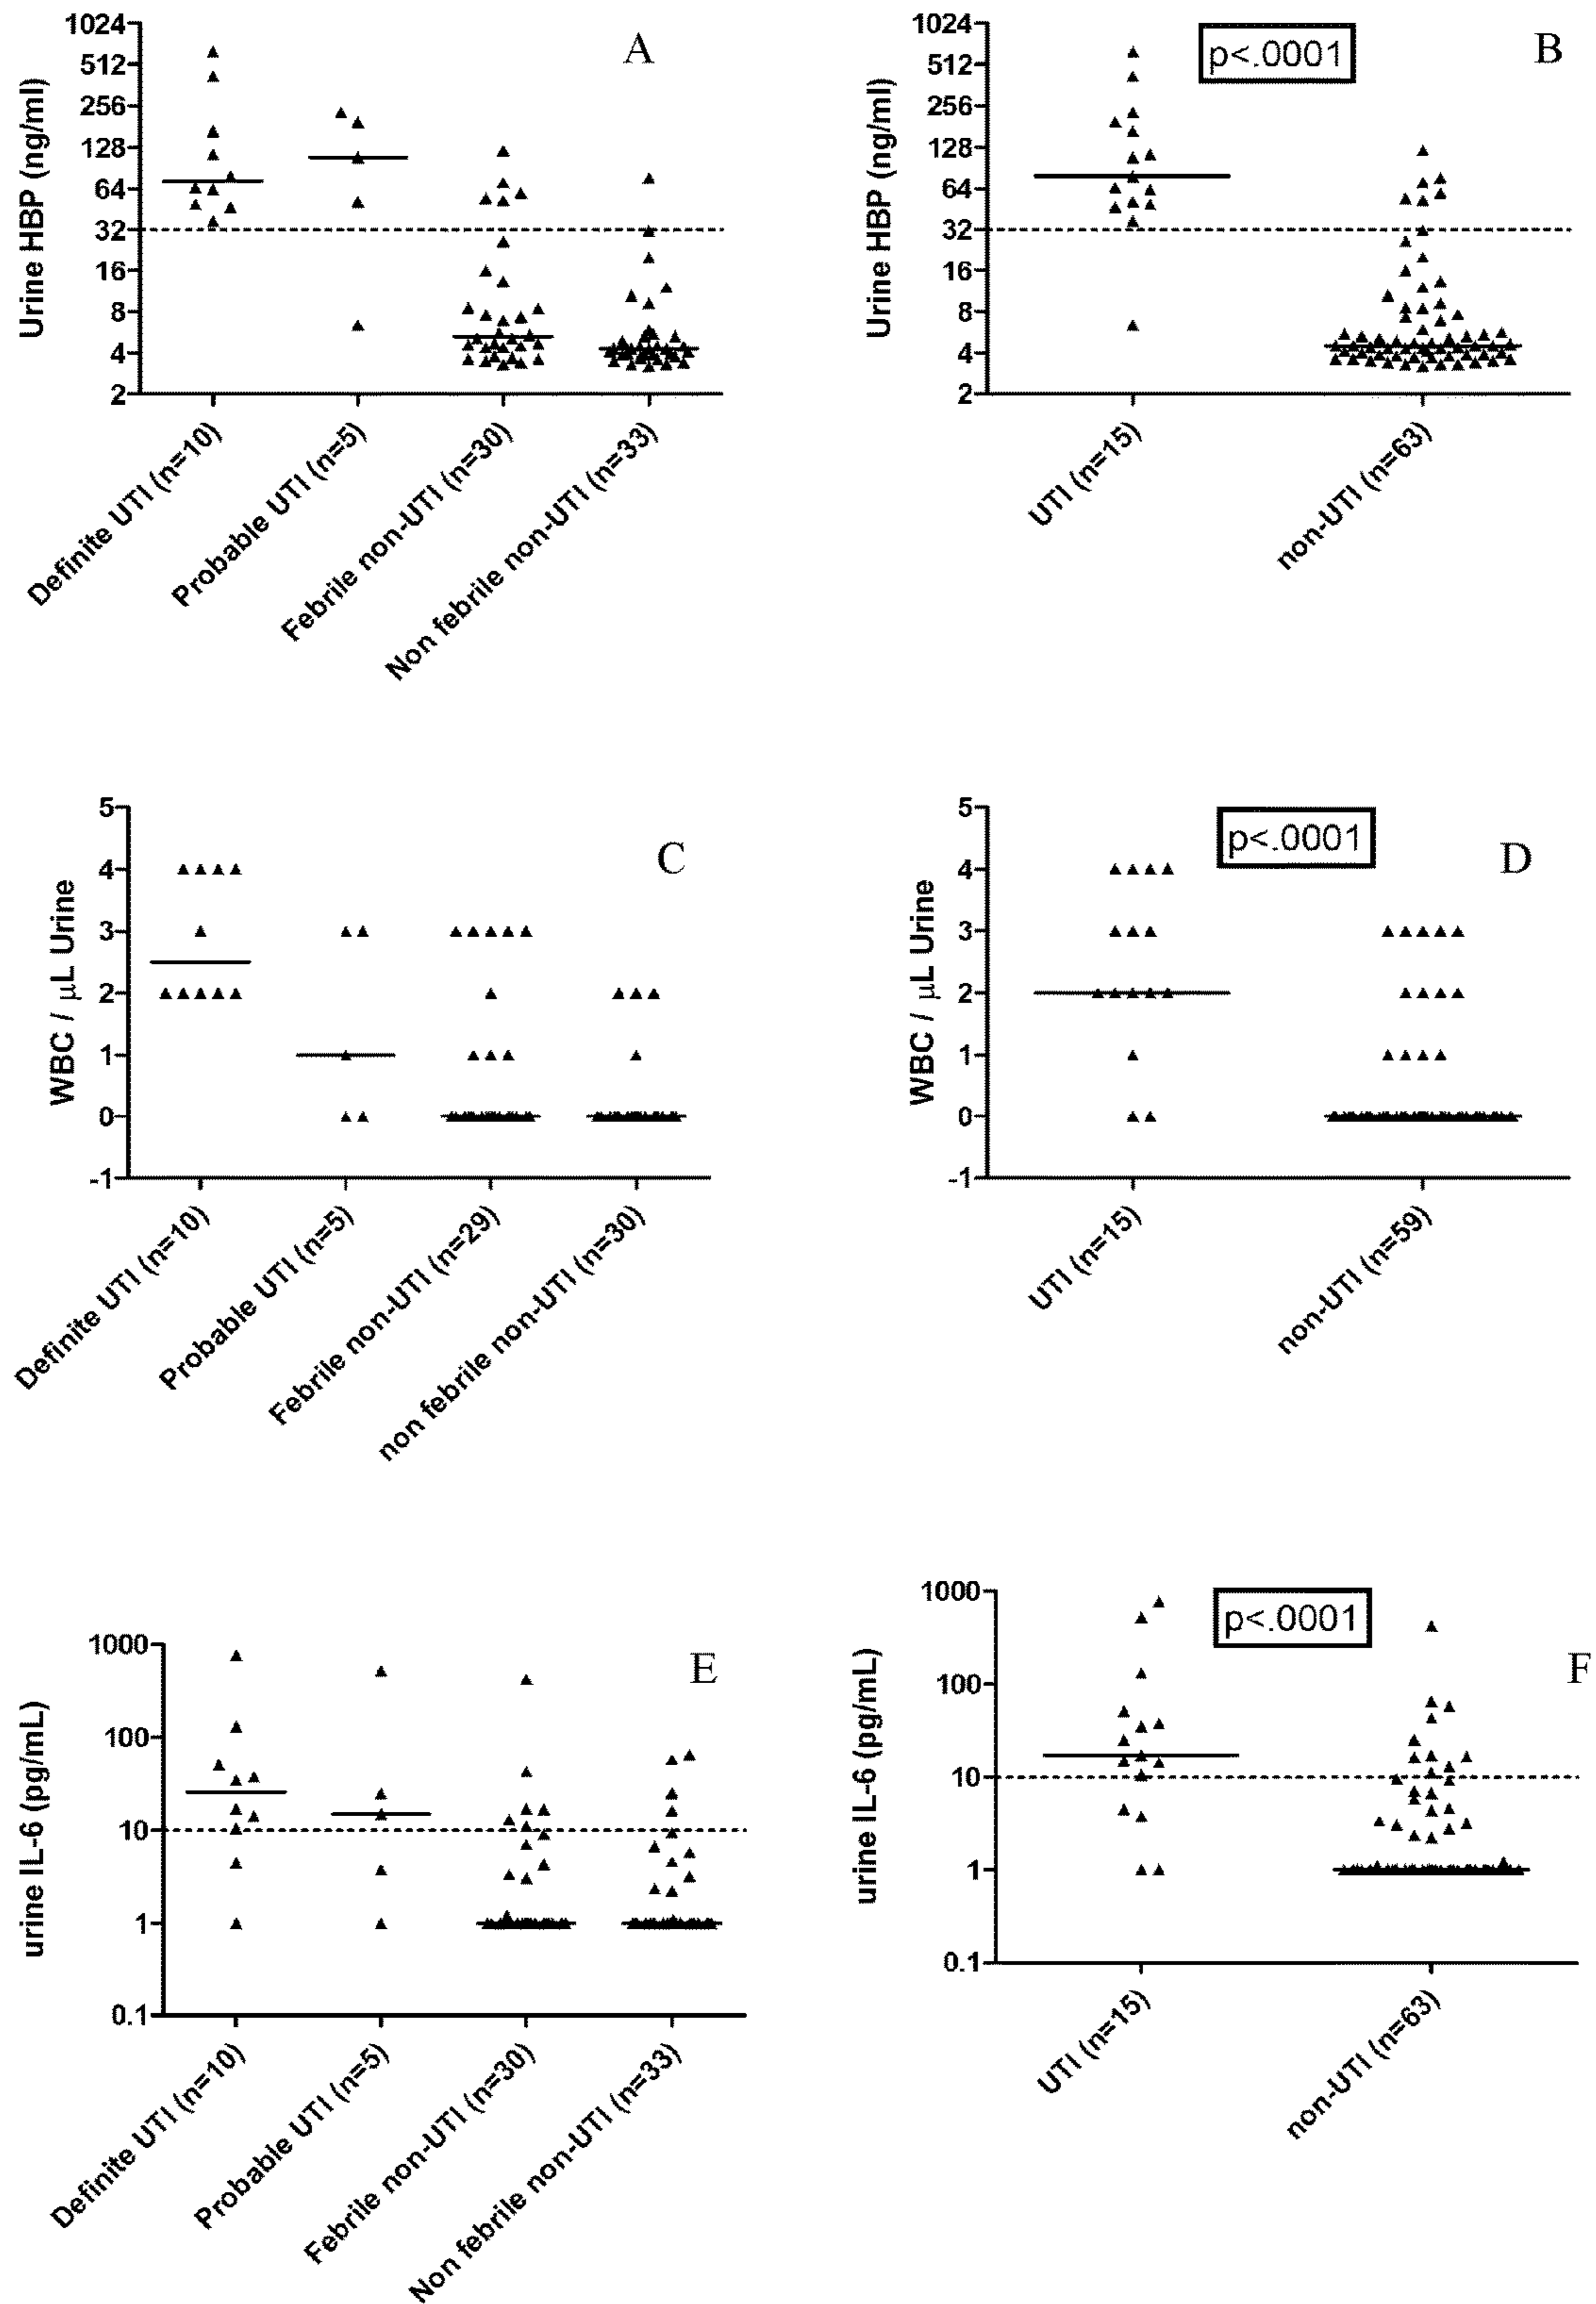 A
Urine HBP (ng/ml)
1024
512
256
128
64
32
16
8
4
2
Definite UTI (n=10)
Probable UTI (n=5)
Febrile non-UTI (n=30)
Non febrile non-UTI (n=33)
B
p<.0001
Urine HBP (ng/ml)
1024
512
256
128
64
32
16
8
4
2
UTI (n=15)
non-UTI (n=63)
C
WBC / μL Urine
5
4
3
2
1
0
-1
Definite UTI (n=10)
Probable UTI (n=5)
Febrile non-UTI (n=29)
non febrile non-UTI (n=30)
D
p<.0001
WBC / μL Urine
5
4
3
2
1
0
-1
UTI (n=15)
non-UTI (n=59)
E
urine IL-6 (pg/mL)
1000
100
10
1
0.1
Definite UTI (n=10)
Probable UTI (n=5)
Febrile non-UTI (n=30)
Non febrile non-UTI (n=33)
F
p<.0001
urine IL-6 (pg/mL)
1000
100
10
1
0.1
UTI (n=15)
non-UTI (n=63)